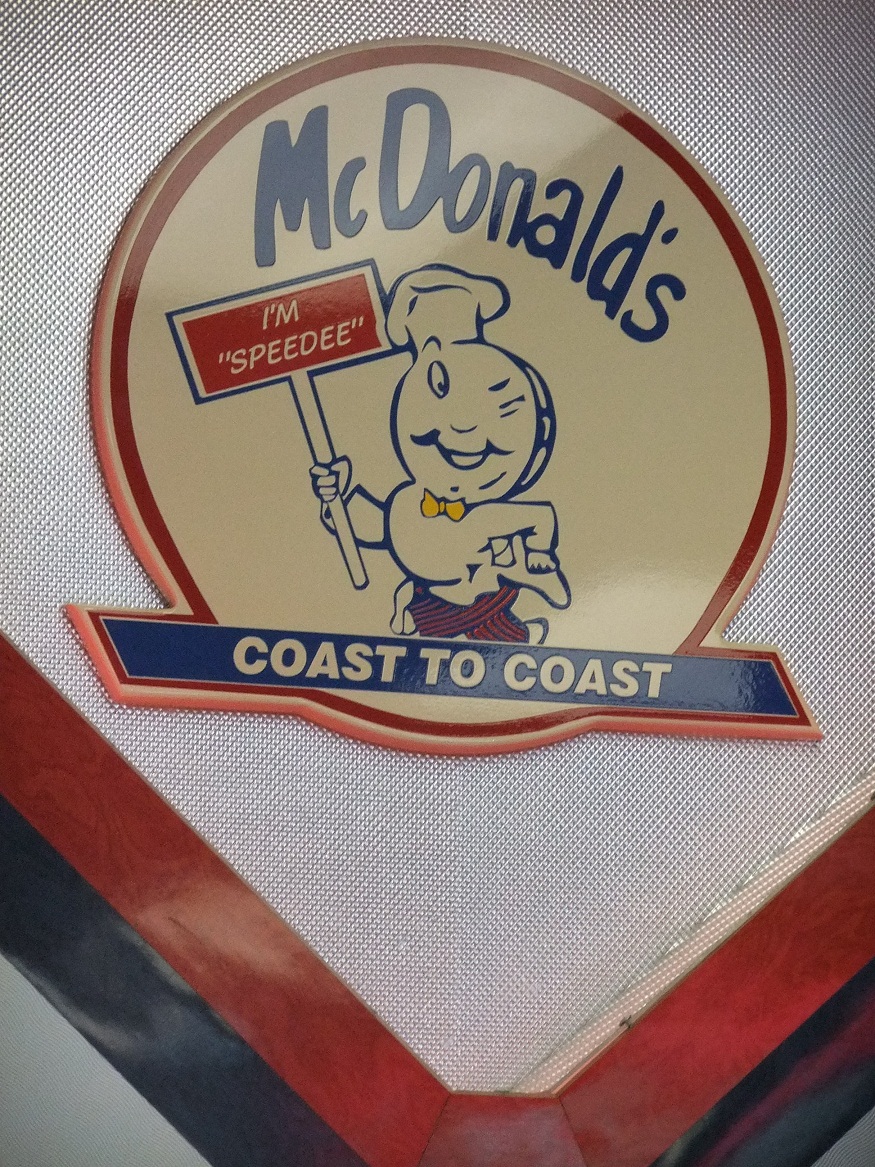 McDonald's
I'M
"SPEEDEE"
COAST TO COAST